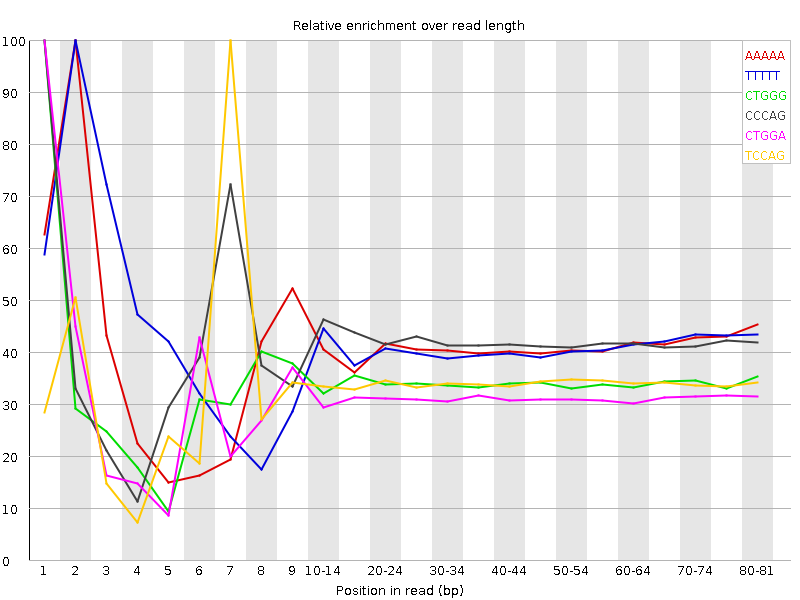 Relative enrichment over read length
100
90
80
70
60
50
40
30
20
10
0
AAAAA
TTTTT
CTGGG
CCCAG
CTGGA
TCCAG
1 2 3 4 5 6 7 8 9 10-14 20-24 30-34 40-44 50-54 60-64 70-74 80-81
Position in read (bp)